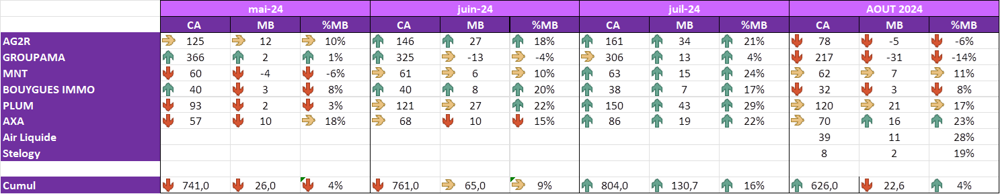 mai-24 juin-24 juil-24 AOUT 2024
CA MB %MB CA MB %MB CA MB %MB CA MB %MB
AG2R 125 12 10% 146 27 18% 161 34 21% 78 -5 -6%
GROUPAMA 366 2 1% 325 -13 -4% 306 13 4% 217 -31 -14%
MNT 60 -4 -6% 61 6 10% 63 15 24% 62 7 11%
BOUYGUES IMMO 40 3 8% 40 8 20% 38 7 17% 32 3 8%
PLUM 93 2 3% 121 27 22% 150 43 29% 120 21 17%
AXA 57 10 18% 68 10 15% 86 19 22% 70 16 23%
Air Liquide 39 11 28%
Stelogy 8 2 19%
Cumul 741,0 26,0 4% 761,0 65,0 9% 804,0 130,7 16% 626,0 22,6 4%